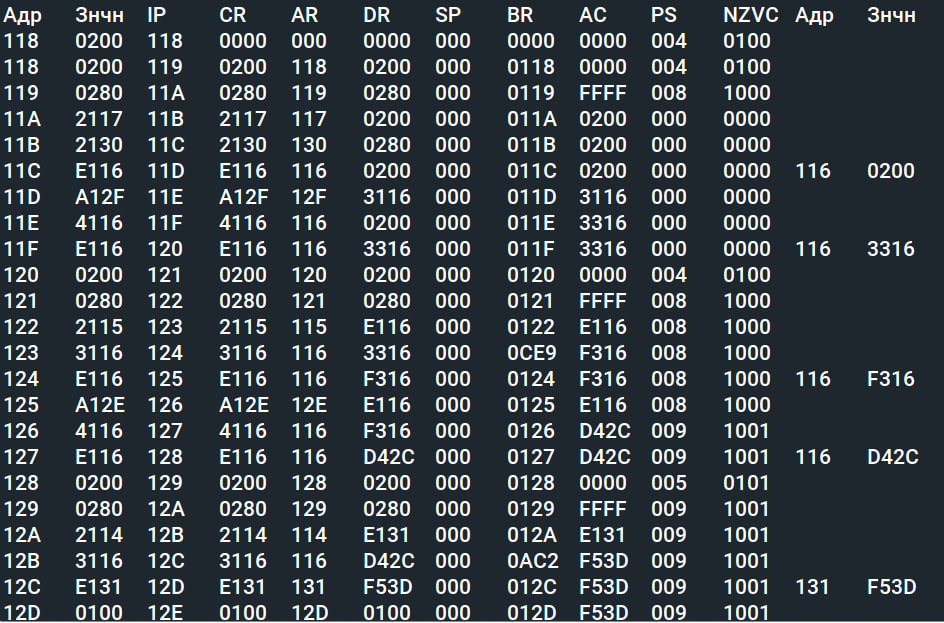 Адр Знчн IP CR AR DR SP BR AC PS NZVC Адр Знчн
118 0200 118 0000 000 0000 000 0000 0000 004 0100
118 0200 119 0200 118 0200 000 0118 0000 004 0100
119 0280 11A 0280 119 0280 000 0119 FFFF 008 1000
11A 2117 11B 2117 117 0200 000 011A 0200 000 0000
11B 2130 11C 2130 130 0280 000 011B 0200 000 0000
11C E116 11D E116 116 0200 000 011C 0200 000 0000 116 0200
11D A12F 11E A12F 12F 3116 000 011D 3116 000 0000
11E 4116 11F 4116 116 0200 000 011E 3316 000 0000
11F E116 120 E116 116 3316 000 011F 3316 000 0000 116 3316
120 0200 121 0200 120 0200 000 0120 0000 004 0100
121 0280 122 0280 121 0280 000 0121 FFFF 008 1000
122 2115 123 2115 115 E116 000 0122 E116 008 1000
123 3116 124 3116 116 3316 000 0CE9 F316 008 1000
124 E116 125 E116 116 F316 000 0124 F316 008 1000 116 F316
125 A12E 126 A12E 12E E116 000 0125 E116 008 1000
126 4116 127 4116 116 F316 000 0126 D42C 009 1001
127 E116 128 E116 116 D42C 000 0127 D42C 009 1001 116 D42C
128 0200 129 0200 128 0200 000 0128 0000 005 0101
129 0280 12A 0280 129 0280 000 0129 FFFF 009 1001
12A 2114 12B 2114 114 E131 000 012A E131 009 1001
12B 3116 12C 3116 116 D42C 000 0AC2 F53D 009 1001
12C E131 12D E131 131 F53D 000 012C F53D 009 1001 131 F53D
12D 0100 12E 0100 12D 0100 000 012D F53D 009 1001